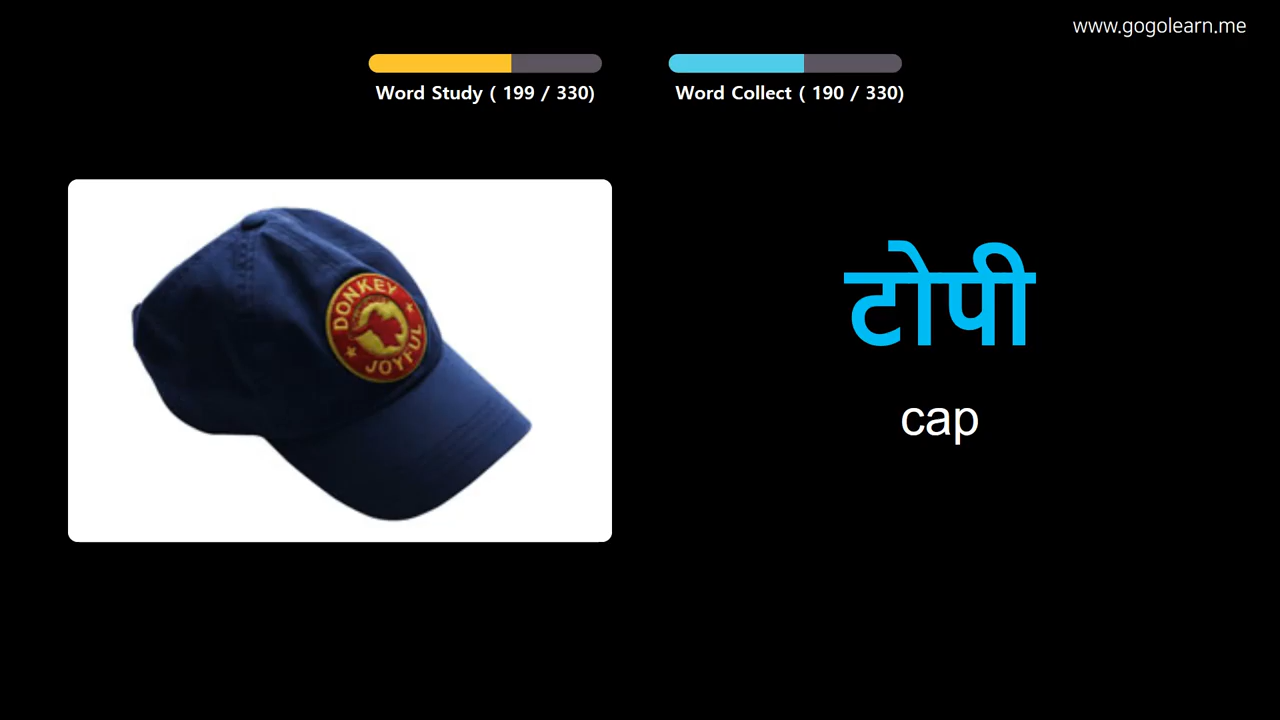 www.gogolearn.me
Word Study ( 199 / 330)
Word Collect ( 190 / 330)
DONKEY
JOYFUL
टोपी
cap